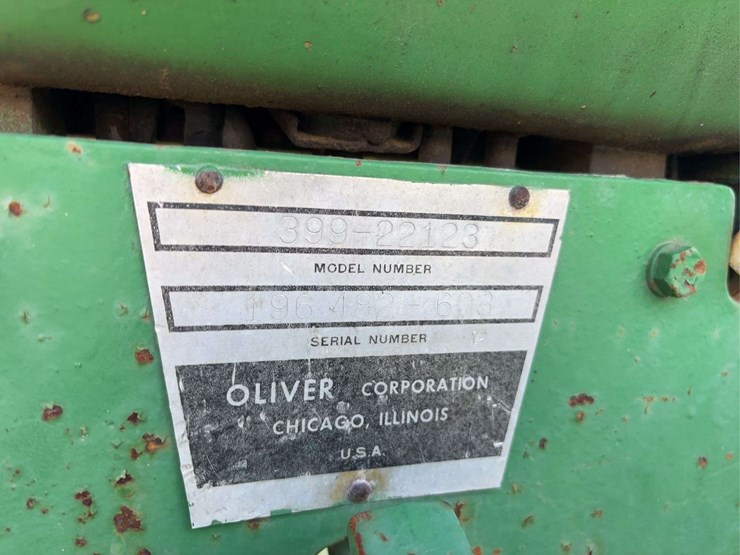 399-22123
MODEL NUMBER
SERIAL NUMBER
OLIVER CORPORATION
CHICAGO, ILLINOIS
U.S.A.